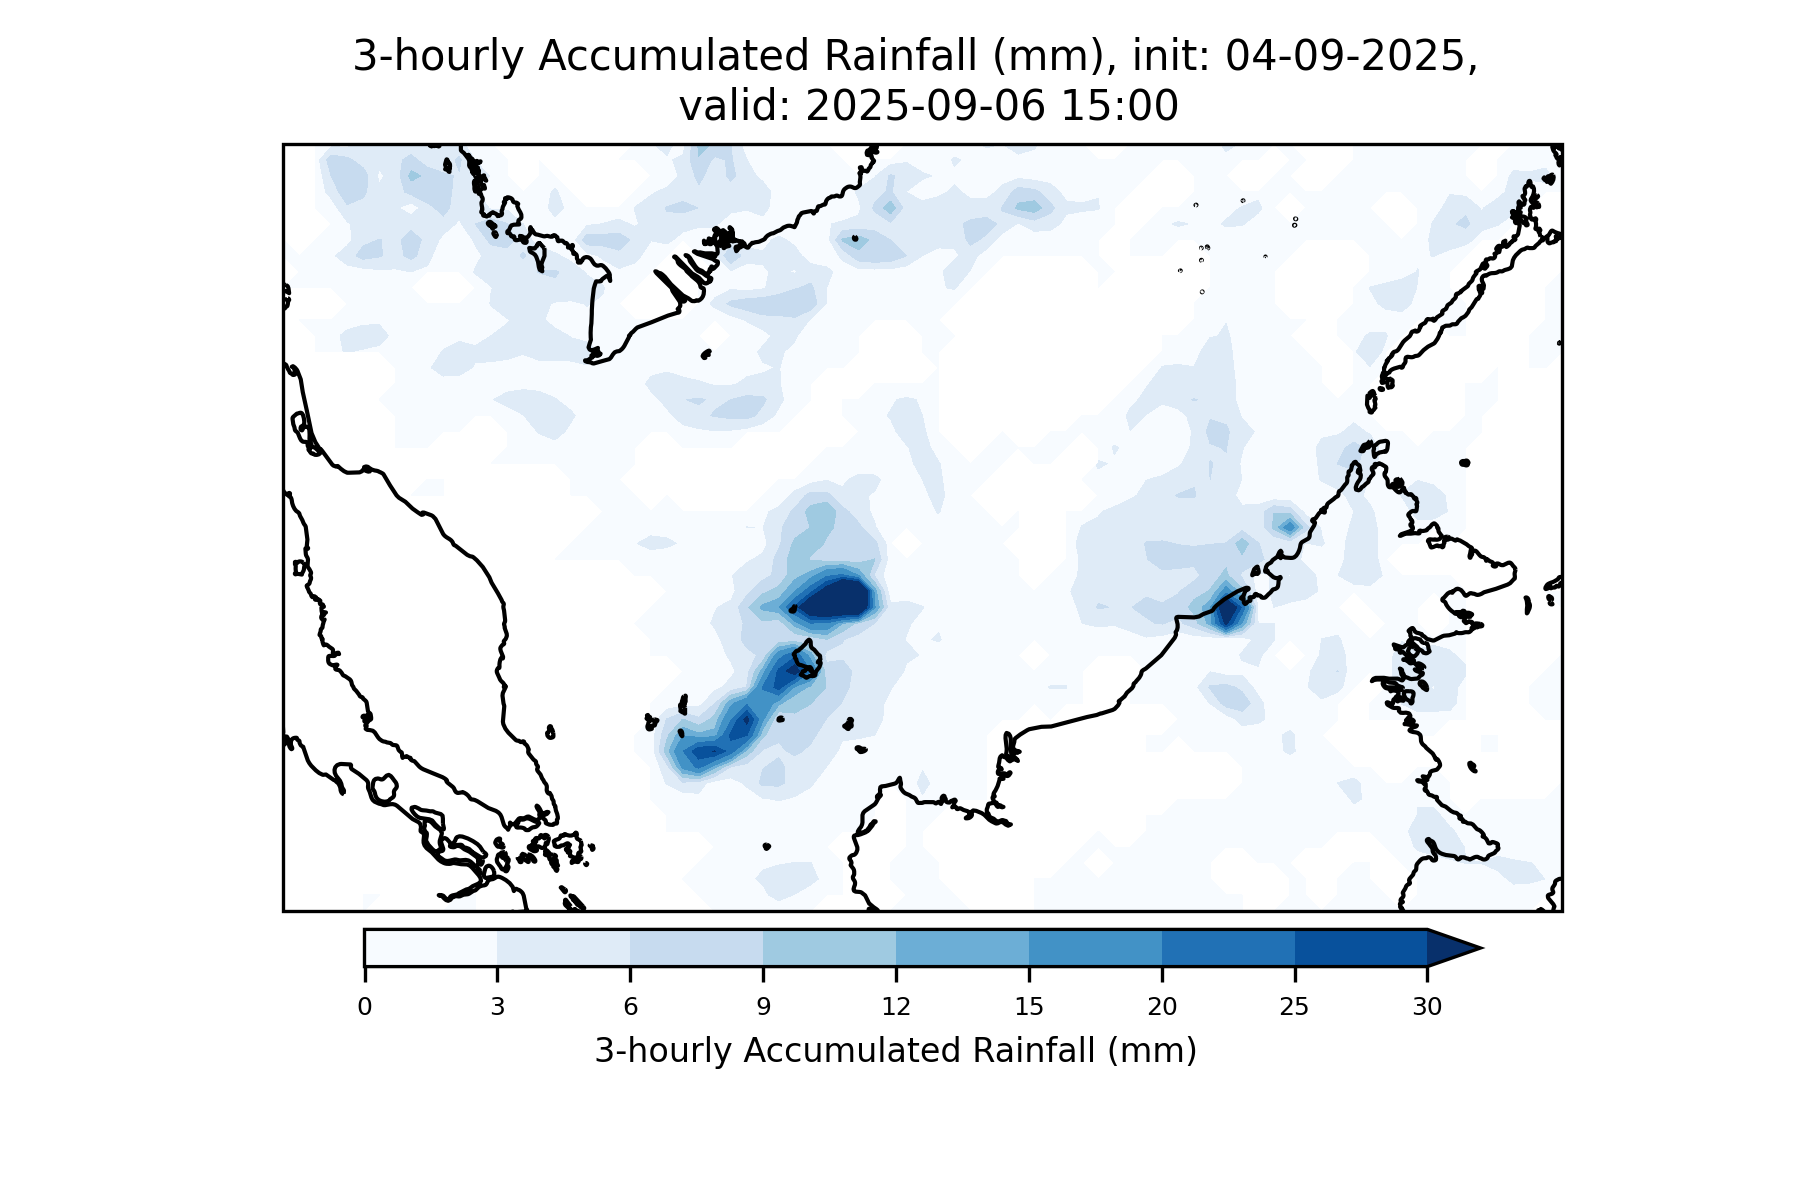 3-hourly Accumulated Rainfall (mm), init: 04-09-2025,
valid: 2025-09-06 15:00
0 3 6 9 12 15 20 25 30
3-hourly Accumulated Rainfall (mm)